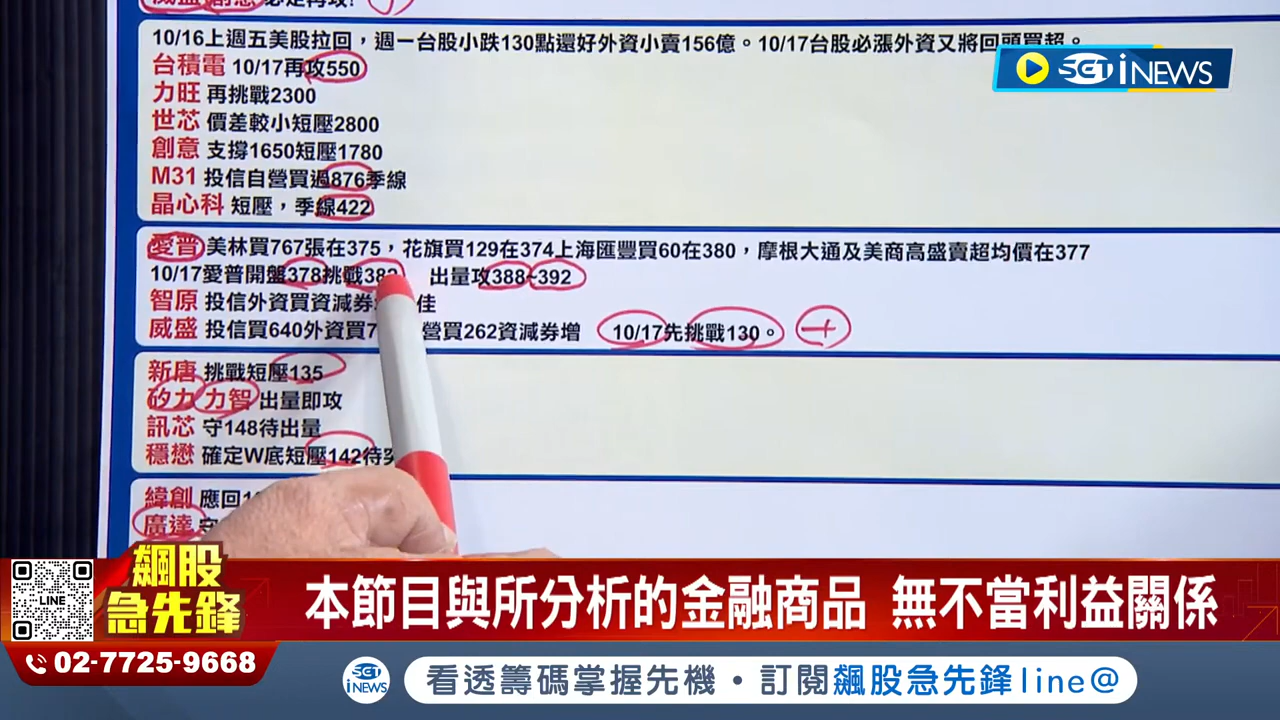 威盛 創意 必定再攻!
10/16上週五美股拉回，週一台股小跌130點還好外資小賣156億。10/17台股必漲外資又將回頭買超。
台積電 10/17再攻550
力旺 再挑戰2300
世芯 價差較小短壓2800
創意 支撐1650短壓1780
M31 投信自營買過876季線
晶心科 短壓，季線422
SET iNEWS
愛普 美林買767張在375，花旗買129在374上海匯豐買60在380，摩根大通及美商高盛賣超均價在377
10/17愛普開盤378挑戰382 出量攻388~392
智原 投信外資買資減券增 佳
威盛 投信買640外資買7 營買262資減券增 10/17先挑戰130。
新唐 挑戰短壓135
矽力 力智 出量即攻
訊芯 守148待出量
穩懋 確定W底短壓142待突
緯創 應回1
廣達 守
LINE
飆股
急先鋒
02-7725-9668
本節目與所分析的金融商品 無不當利益關係
SET iNEWS
看透籌碼掌握先機・訂閱飆股急先鋒line@